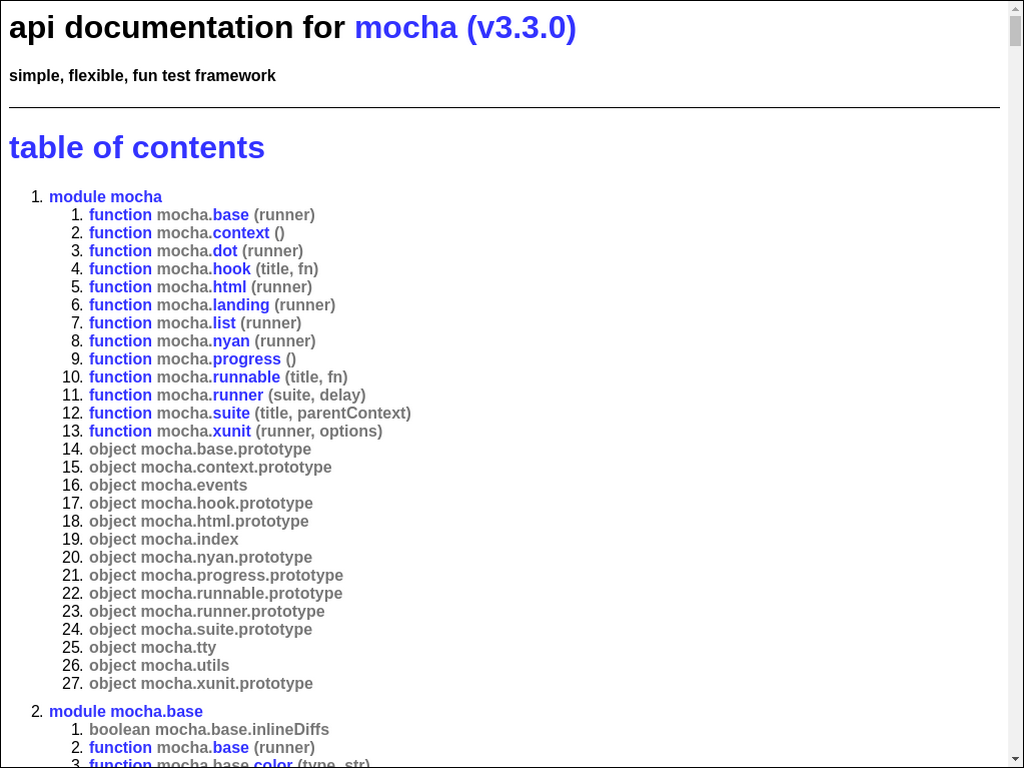 api documentation for mocha (v3.3.0)
simple, flexible, fun test framework
table of contents
1. module mocha
1. function mocha.base (runner)
2. function mocha.context ()
3. function mocha.dot (runner)
4. function mocha.hook (title, fn)
5. function mocha.html (runner)
6. function mocha.landing (runner)
7. function mocha.list (runner)
8. function mocha.nyan (runner)
9. function mocha.progress ()
10. function mocha.runnable (title, fn)
11. function mocha.runner (suite, delay)
12. function mocha.suite (title, parentContext)
13. function mocha.xunit (runner, options)
14. object mocha.base.prototype
15. object mocha.context.prototype
16. object mocha.events
17. object mocha.hook.prototype
18. object mocha.html.prototype
19. object mocha.index
20. object mocha.nyan.prototype
21. object mocha.progress.prototype
22. object mocha.runnable.prototype
23. object mocha.runner.prototype
24. object mocha.suite.prototype
25. object mocha.tty
26. object mocha.utils
27. object mocha.xunit.prototype
2. module mocha.base
1. boolean mocha.base.inlineDiffs
2. function mocha.base (runner)
3. function mocha.base.color (type, str)